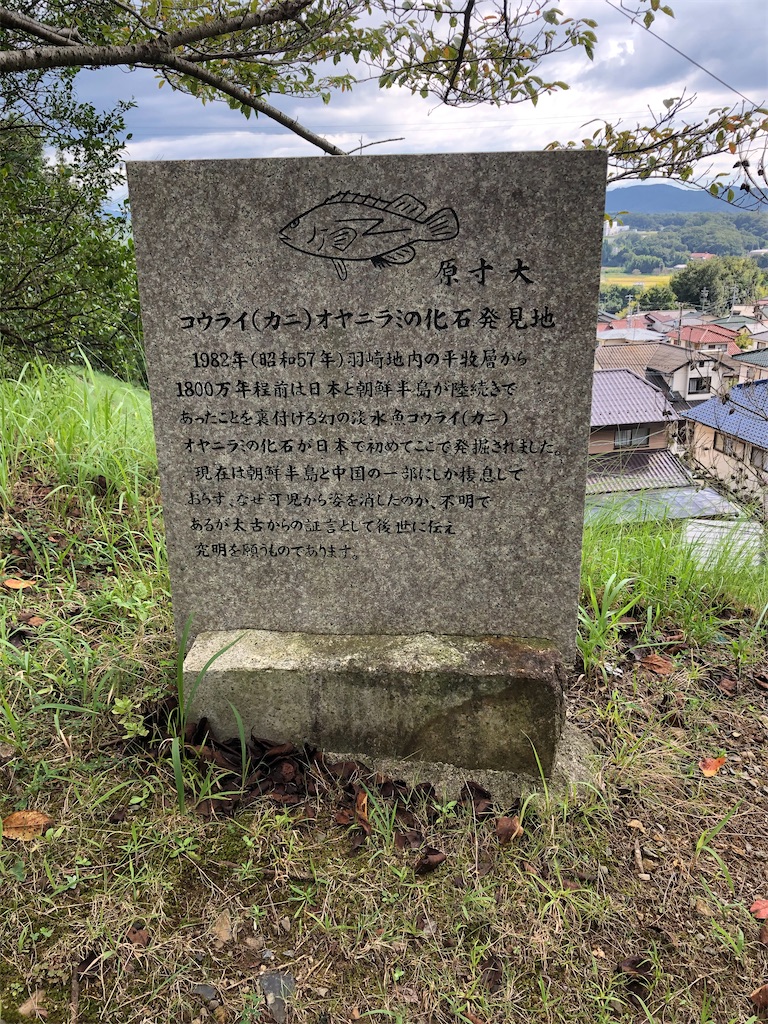 原寸大
コウライ(カニ)オヤニラミの化石発見地
1982年(昭和57年)羽崎地内の平牧層から
1800万年程前は日本と朝鮮半島が陸続きで
あったことを裏付ける幻の淡水魚コウライ(カニ)
オヤニラミの化石が日本で初めてここで発掘されました。
現在は朝鮮半島と中国の一部にしか棲息して
おらず、なぜ可児から姿を消したのか、不明で
あるが太古からの証言として後世に伝え
究明を願うものであります。